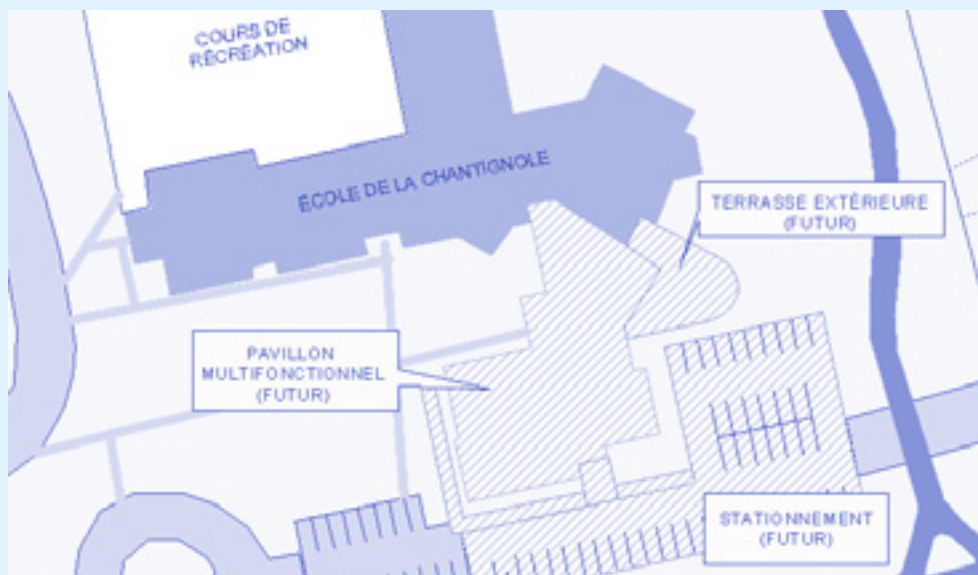 COURS DE
RÉCRÉATION
ÉCOLE DE LA CHANTIGNOLE
TERRASSE EXTÉRIEURE
(FUTUR)
PAVILLON
MULTIFONCTIONNEL
(FUTUR)
STATIONNEMENT
(FUTUR)